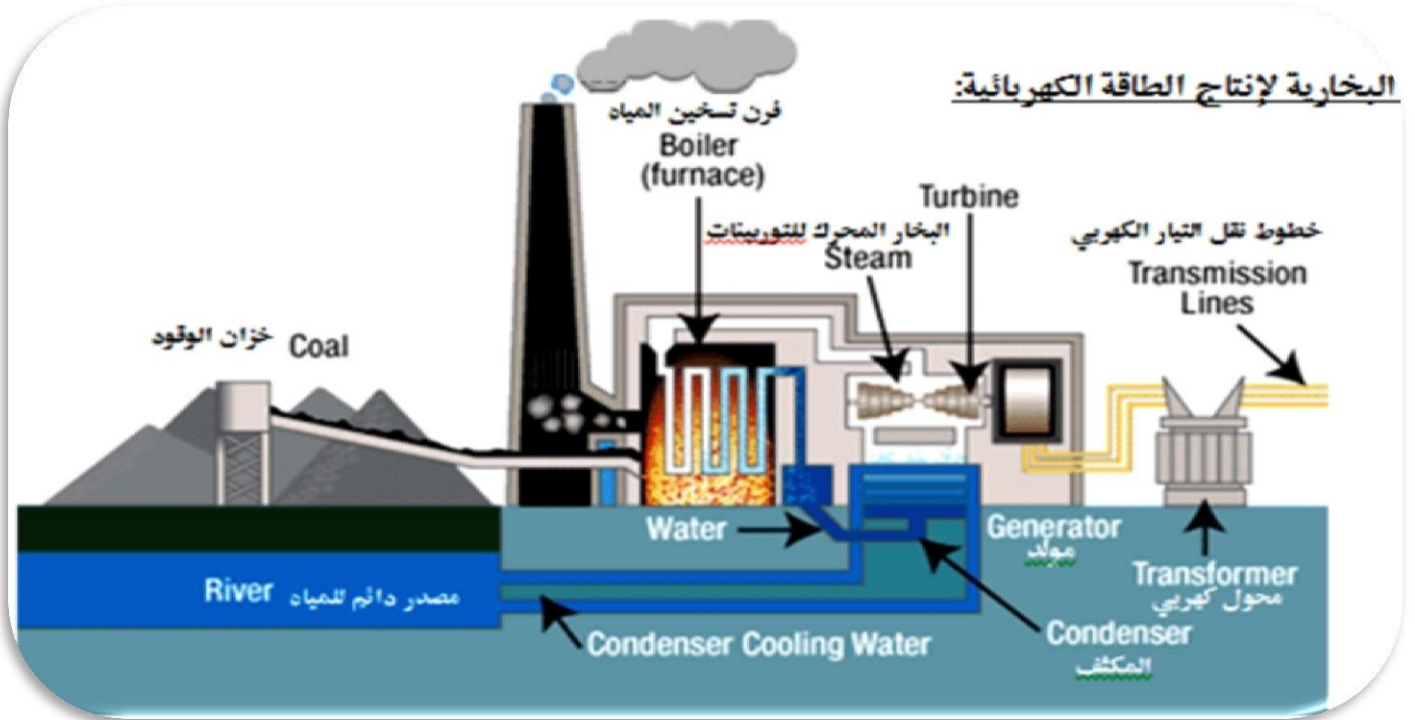 البخارية لإنتاج الطاقة الكهربائية:
فرن تسخين المياه
Boiler
(furnace)
Turbine
البخار المحرك للتوربينات
Steam
خطوط نقل التيار الكهربي
Transmission
Lines
خزان الوقود Coal
Water
Generator
مولد
River مصدر دائم للمياه
Transformer
محول كهربي
Condenser Cooling Water
Condenser
المكثف